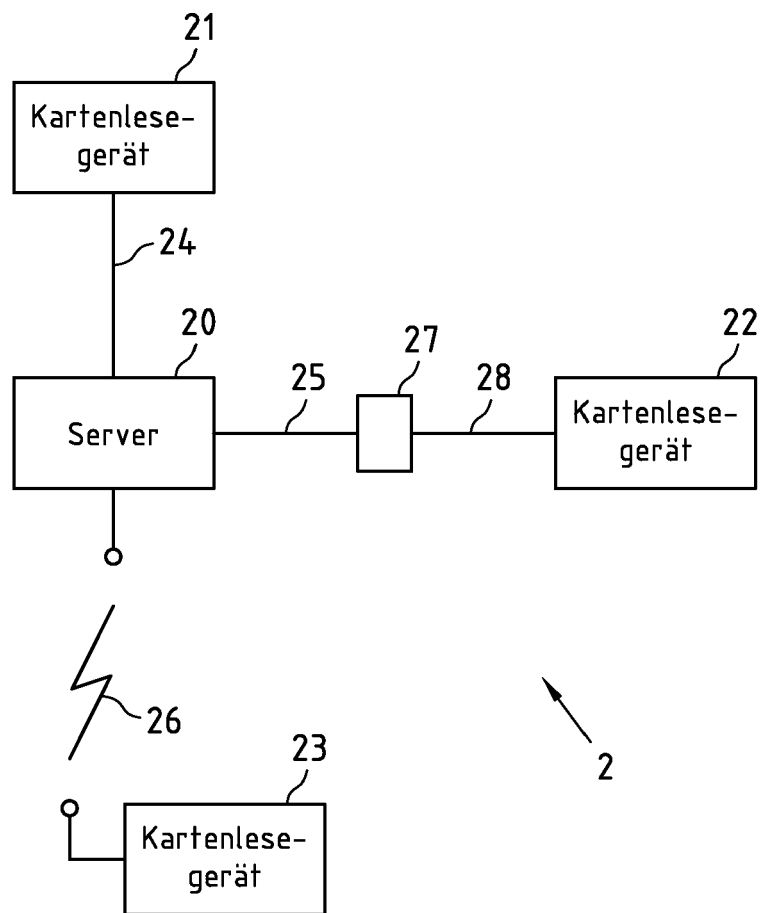 21
Kartenlese-
gerät
24
20
Server
25
27
28
22
Kartenlese-
gerät
26
23
Kartenlese-
gerät
2